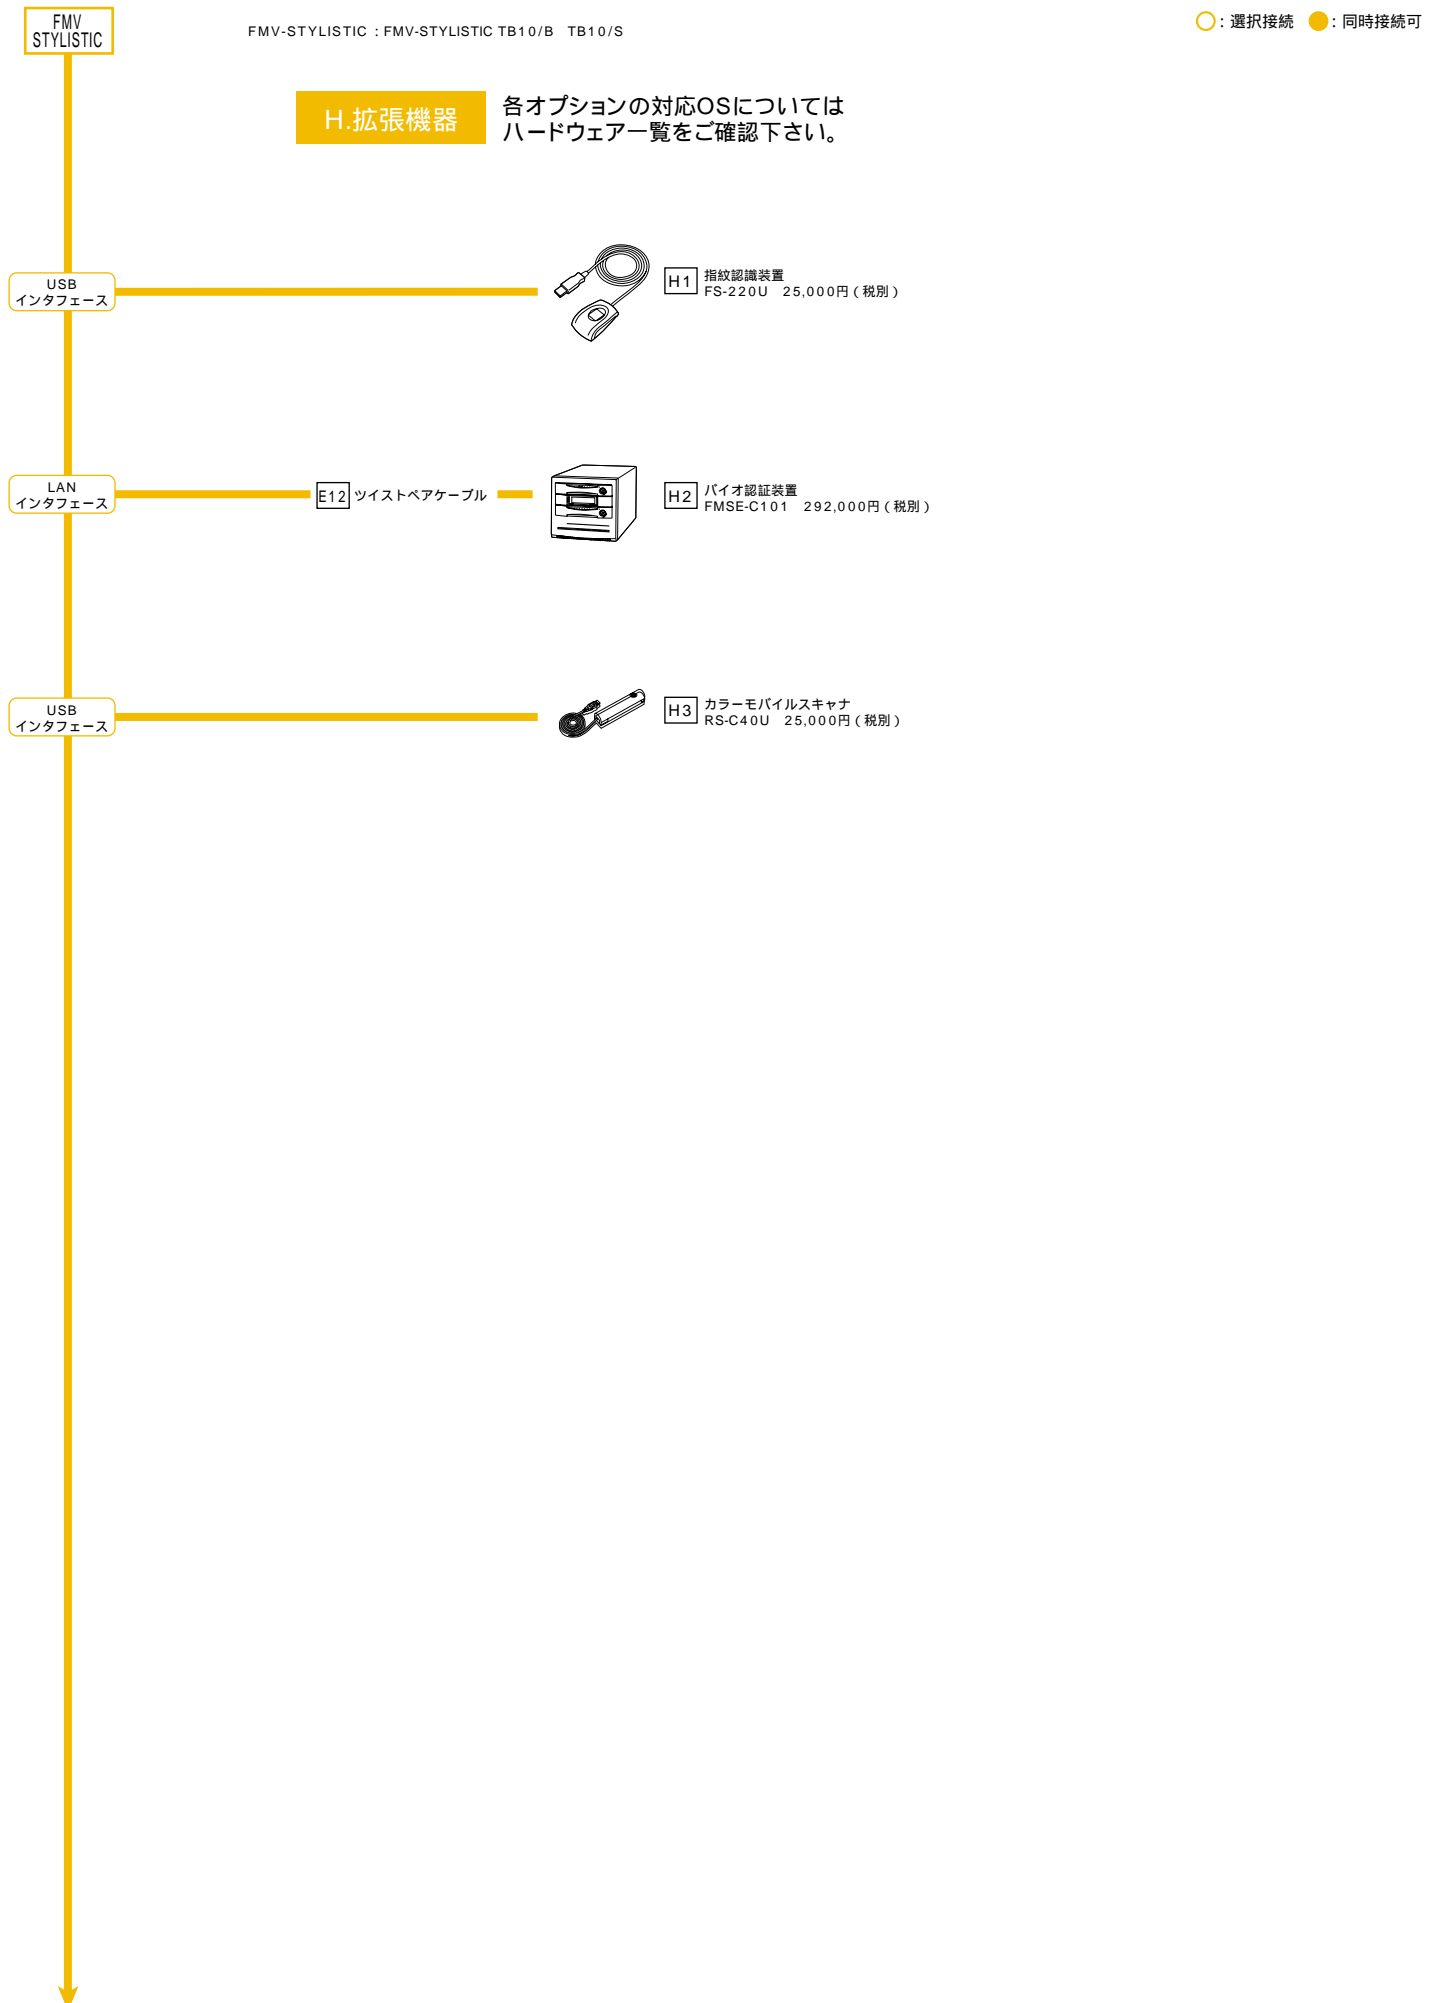 FMV
STYLISTIC
FMV-STYLISTIC : FMV-STYLISTIC TB10/B TB10/S
○: 選択接続 ●: 同時接続可
H.拡張機器
各オプションの対応OSについては
ハードウェア一覧をご確認下さい。
USB
インタフェース
H1
指紋認識装置
FS-220U 25,000円(税別)
LAN
インタフェース
E12 ツイストペアケーブル
H2
バイオ認証装置
FMSE-C101 292,000円(税別)
USB
インタフェース
H3
カラーモバイルスキャナ
RS-C40U 25,000円(税別)